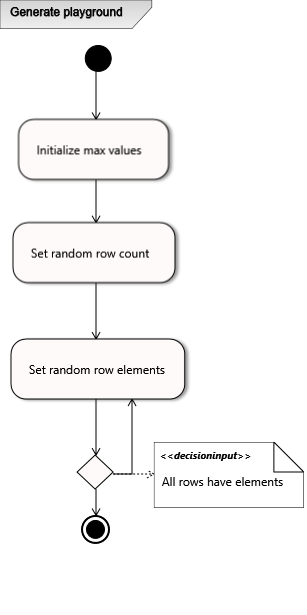 Generate playground
Initialize max values
Set random row count
Set random row elements
<<decisioninput>>
All rows have elements